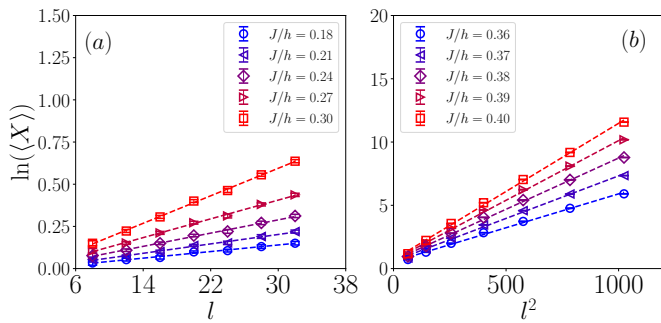 (a)
J/h = 0.18
J/h = 0.21
J/h = 0.24
J/h = 0.27
J/h = 0.30
1.50
1.25
1.00
0.75
0.50
0.25
0.00
6 14 22 30 38
ln(⟨X⟩)
l
(b)
J/h = 0.36
J/h = 0.37
J/h = 0.38
J/h = 0.39
J/h = 0.40
20
15
10
5
0
0 500 1000
l²